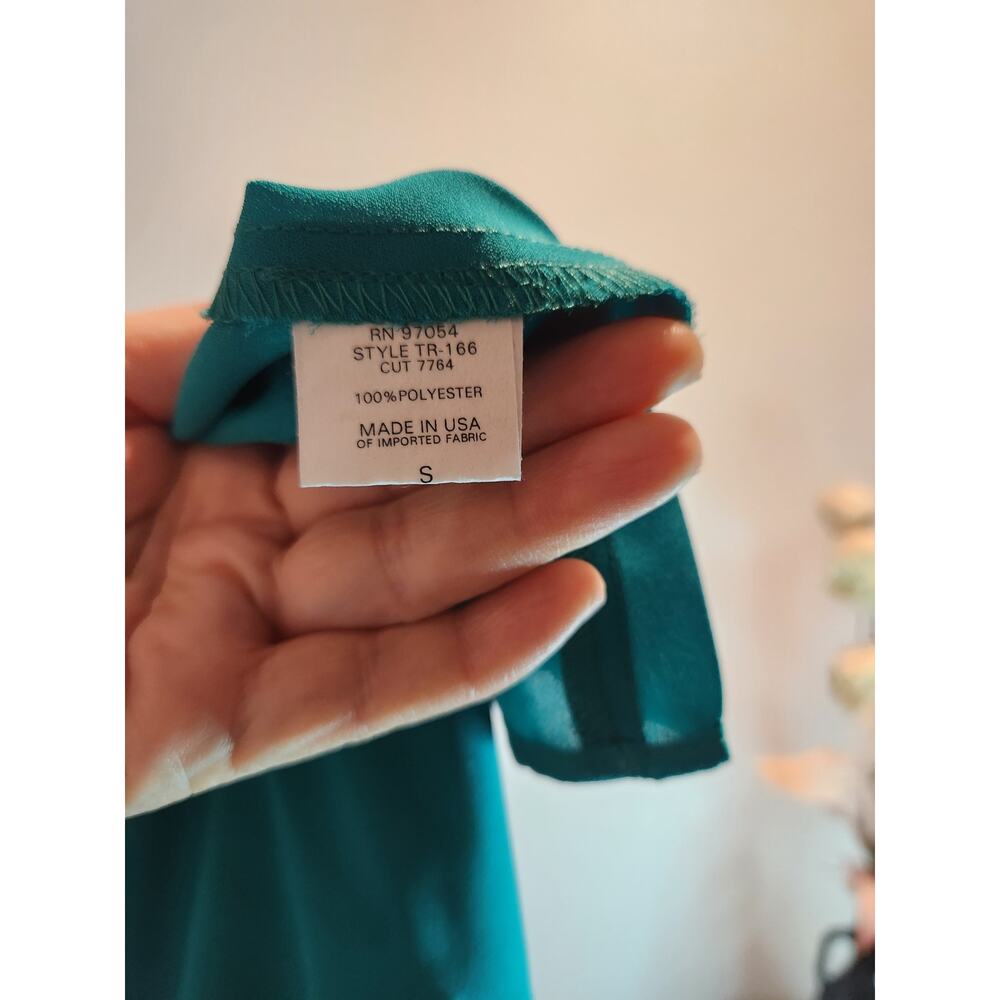 RN 97054
STYLE TR-166
CUT 7764
100%POLYESTER
MADE IN USA
OF IMPORTED FABRIC
S